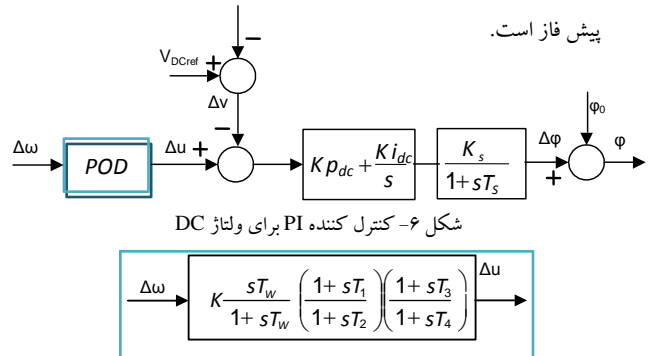 پیش فاز است.
−
V_DCref +
Δv
−
φ₀
Δω POD Δu + Kp_dc + Ki_dc/s K_s/(1+sT_s) Δφ + φ
شکل ۶- کنترل کننده PI برای ولتاژ DC
Δω K sT_W/(1+sT_W) ((1+sT_1)/(1+sT_2)) ((1+sT_3)/(1+sT_4)) Δu